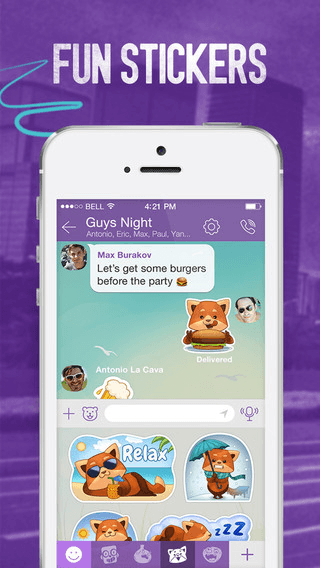 FUN STICKERS
BELL 4:21 PM
Guys Night
Antonio, Eric, Max, Paul, Yan...
Max Burakov
Let's get some burgers
before the party 🍔
Delivered
Antonio La Cava
Relax
zzZ